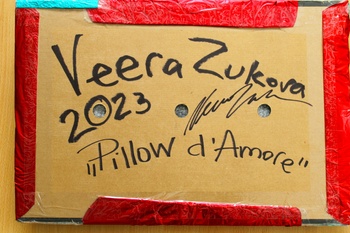 Veera Zukova
2023
„Pillow d'Amore"